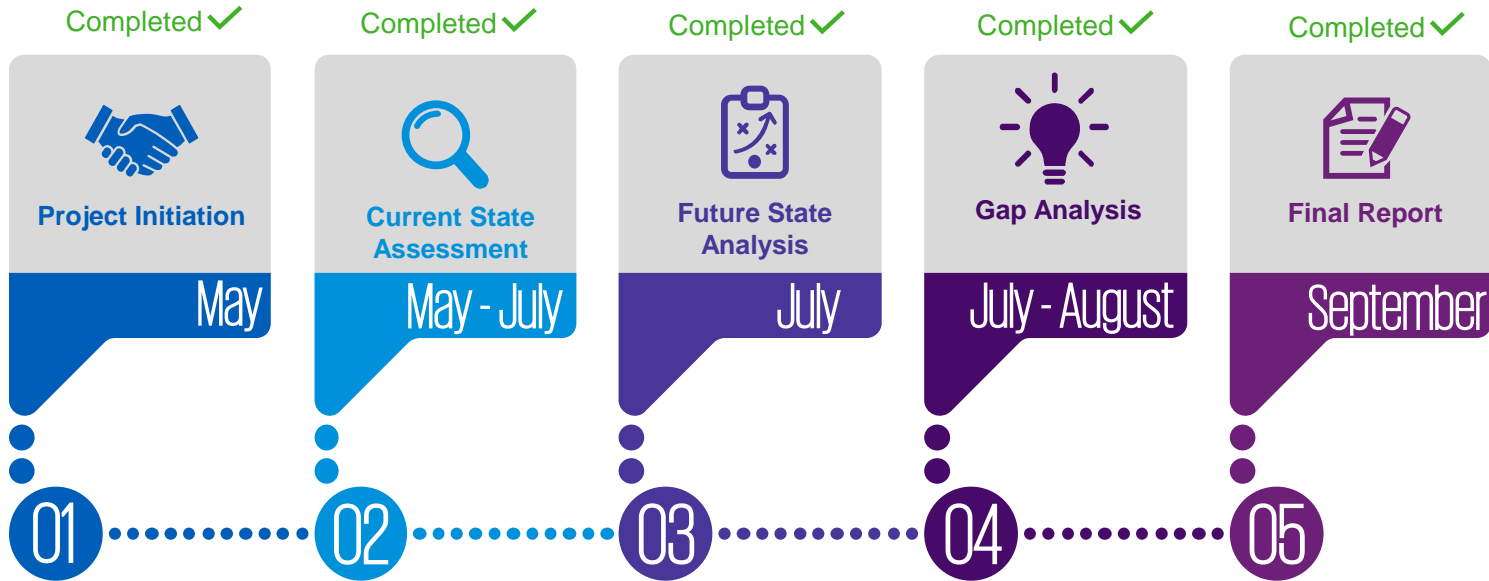 Completed
Completed
Completed
Completed
Completed
Project Initiation
Current State
Assessment
Future State
Analysis
Gap Analysis
Final Report
May
May - July
July
July - August
September
01
02
03
04
05